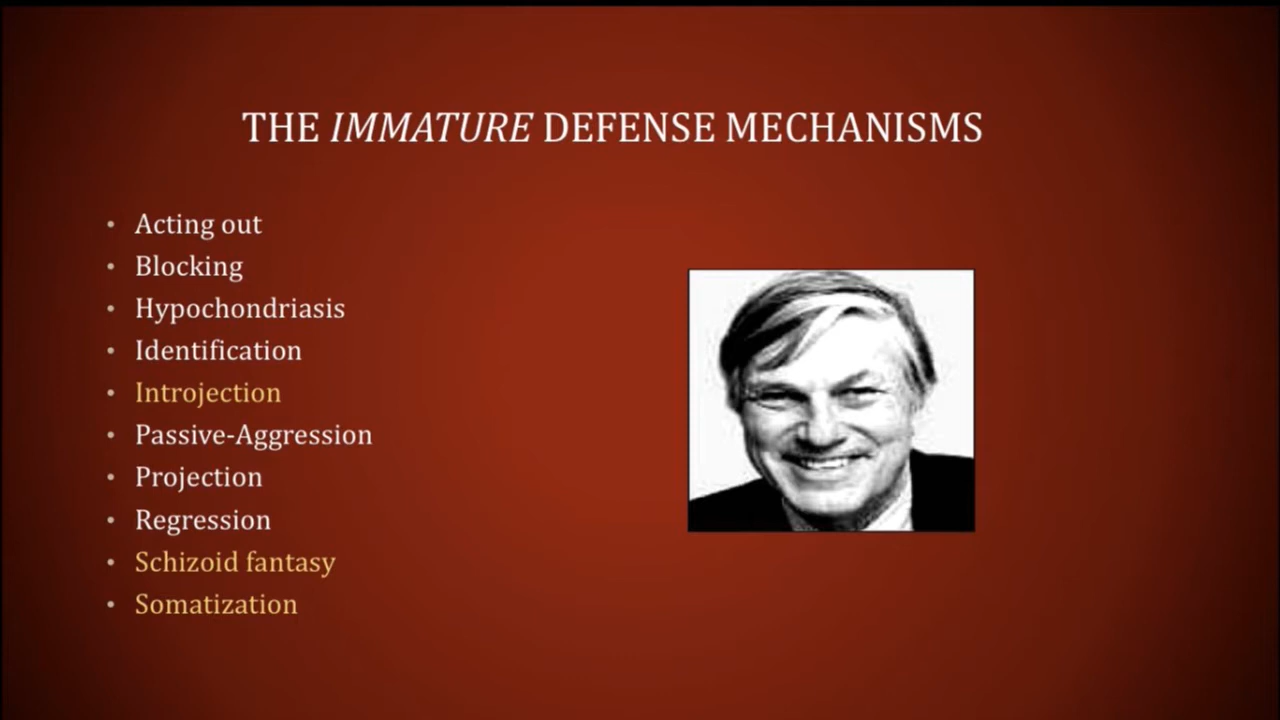 THE IMMATURE DEFENSE MECHANISMS
• Acting out
• Blocking
• Hypochondriasis
• Identification
• Introjection
• Passive-Aggression
• Projection
• Regression
• Schizoid fantasy
• Somatization